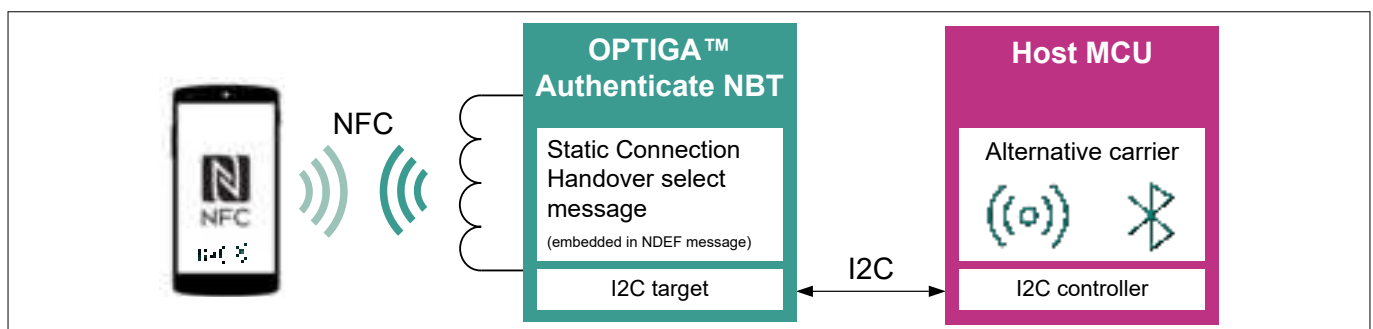 NFC
NFC
OPTIGA™
Authenticate NBT
Static Connection
Handover select
message
(embedded in NDEF message)
I2C target
I2C
Host MCU
Alternative carrier
I2C controller